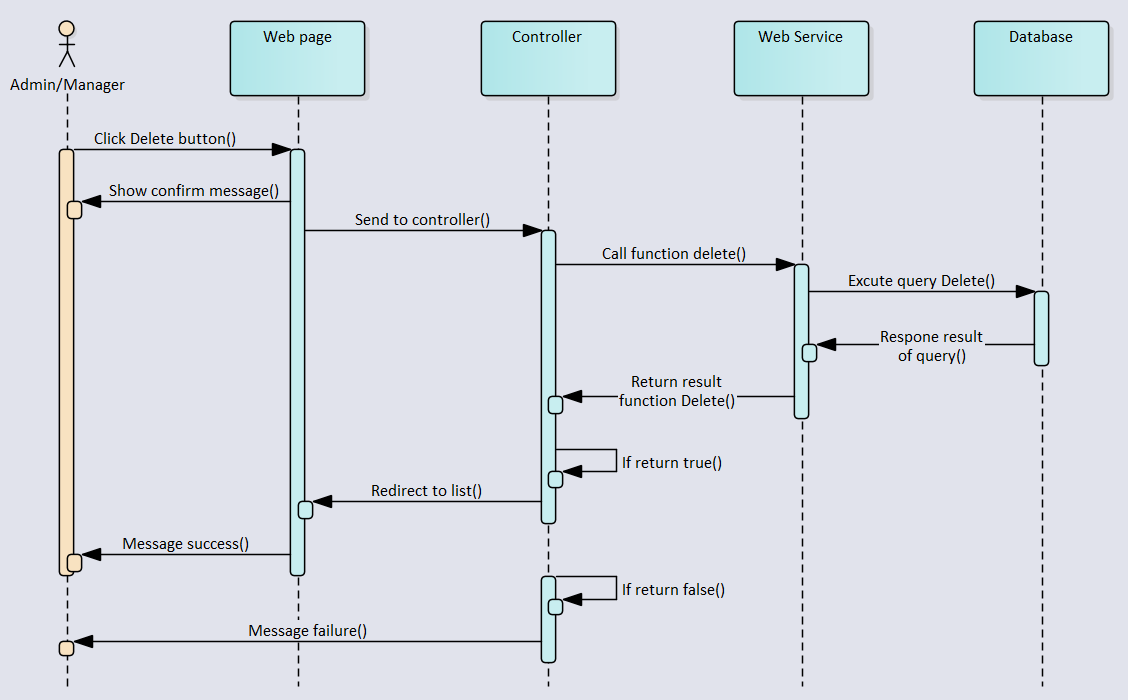 Web page
Controller
Web Service
Database
Admin/Manager
Click Delete button()
Show confirm message()
Send to controller()
Call function delete()
Excute query Delete()
Respone result
of query()
Return result
function Delete()
If return true()
Redirect to list()
Message success()
If return false()
Message failure()